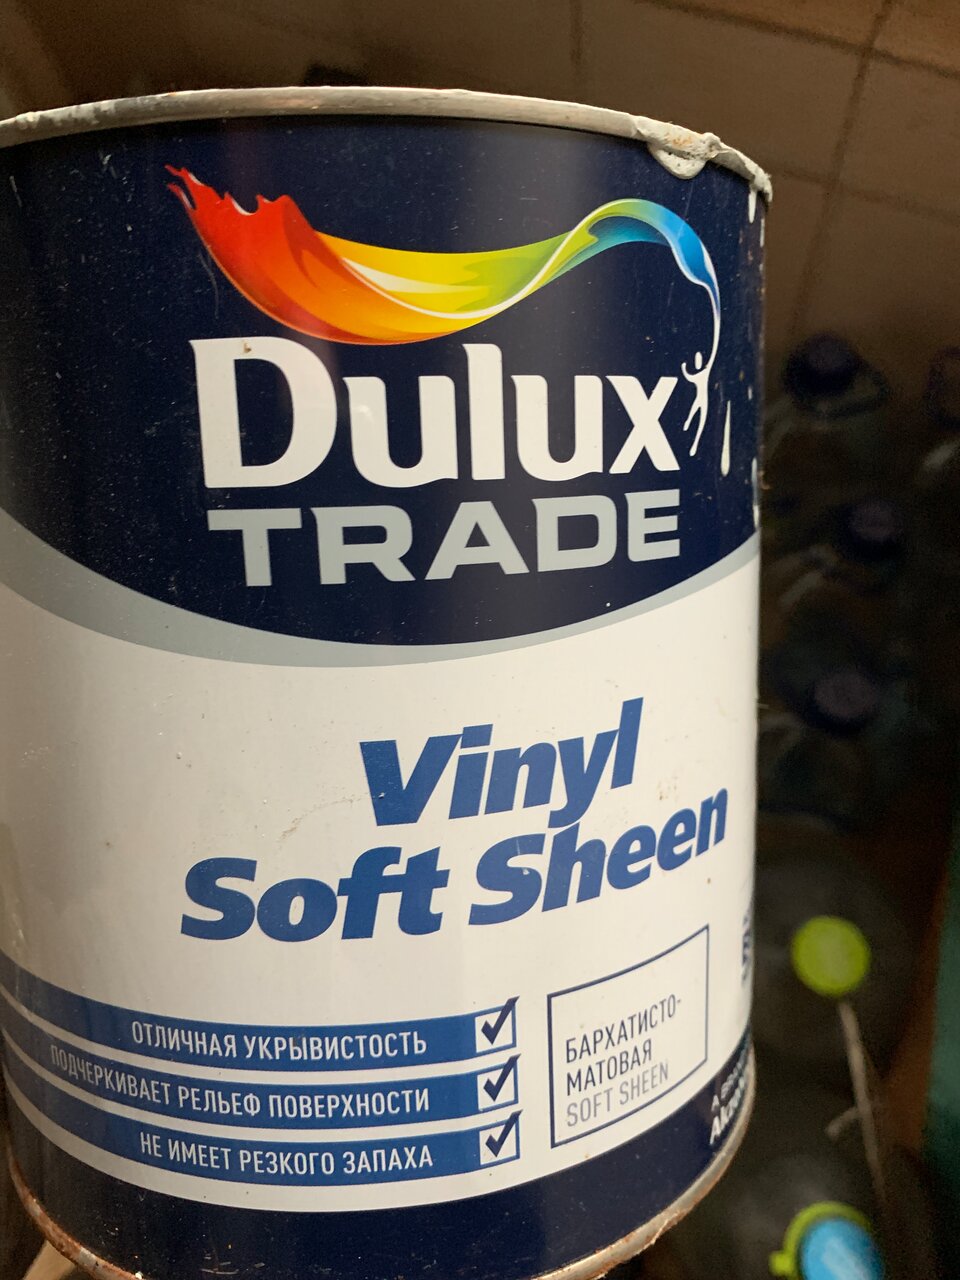 Dulux
TRADE
Vinyl
Soft Sheen
ОТЛИЧНАЯ УКРЫВИСТОСТЬ
ПОДЧЕРКИВАЕТ РЕЛЬЕФ ПОВЕРХНОСТИ
НЕ ИМЕЕТ РЕЗКОГО ЗАПАХА
БАРХАТИСТО-
МАТОВАЯ
SOFT SHEEN